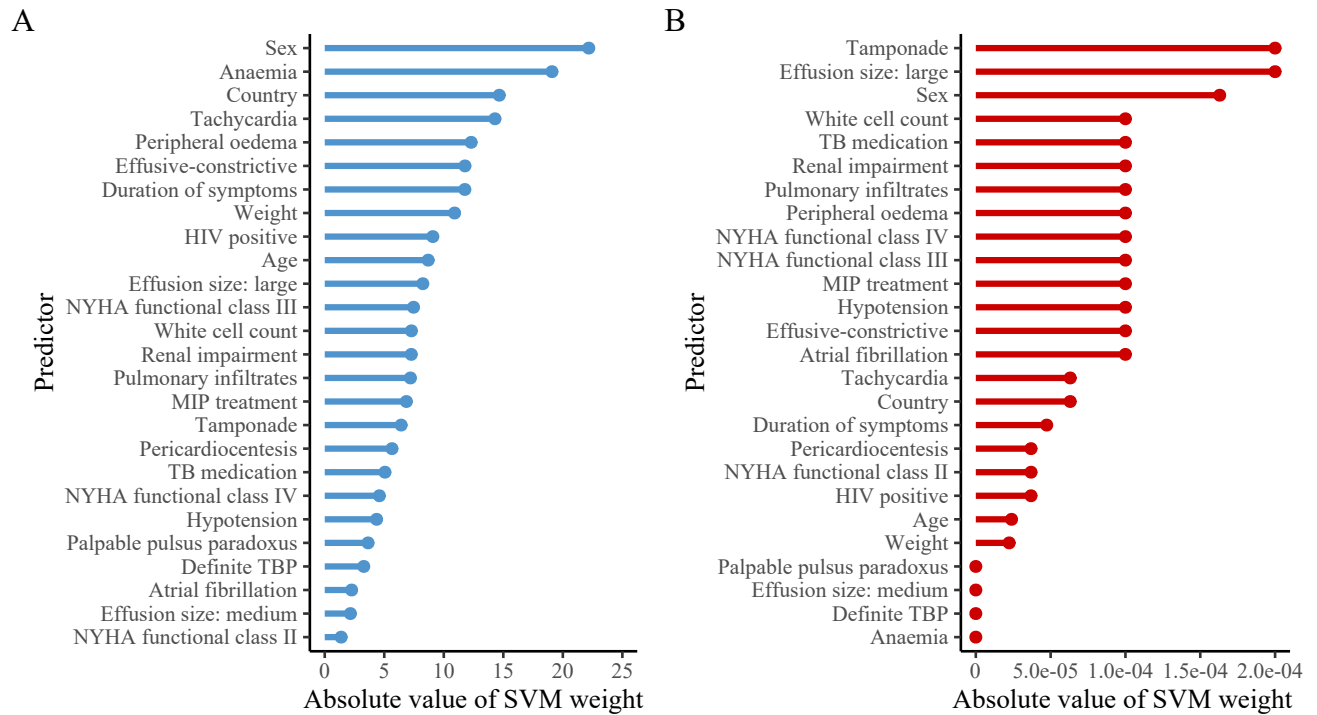 A
Predictor
Sex
Anaemia
Country
Tachycardia
Peripheral oedema
Effusive-constrictive
Duration of symptoms
Weight
HIV positive
Age
Effusion size: large
NYHA functional class III
White cell count
Renal impairment
Pulmonary infiltrates
MIP treatment
Tamponade
Pericardiocentesis
TB medication
NYHA functional class IV
Hypotension
Palpable pulsus paradoxus
Definite TBP
Atrial fibrillation
Effusion size: medium
NYHA functional class II
0 5 10 15 20 25
Absolute value of SVM weight
B
Predictor
Tamponade
Effusion size: large
Sex
White cell count
TB medication
Renal impairment
Pulmonary infiltrates
Peripheral oedema
NYHA functional class IV
NYHA functional class III
MIP treatment
Hypotension
Effusive-constrictive
Atrial fibrillation
Tachycardia
Country
Duration of symptoms
Pericardiocentesis
NYHA functional class II
HIV positive
Age
Weight
Palpable pulsus paradoxus
Effusion size: medium
Definite TBP
Anaemia
0 5.0e-05 1.0e-04 1.5e-04 2.0e-04
Absolute value of SVM weight